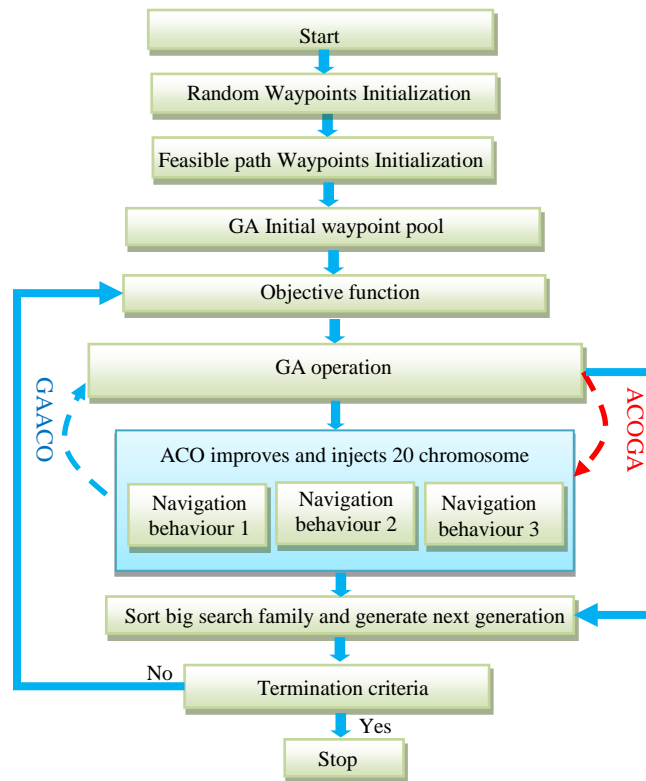 Start
Random Waypoints Initialization
Feasible path Waypoints Initialization
GA Initial waypoint pool
Objective function
GA operation
GAACO
ACOGA
ACO improves and injects 20 chromosome
Navigation
behaviour 1
Navigation
behaviour 2
Navigation
behaviour 3
Sort big search family and generate next generation
No
Termination criteria
Yes
Stop